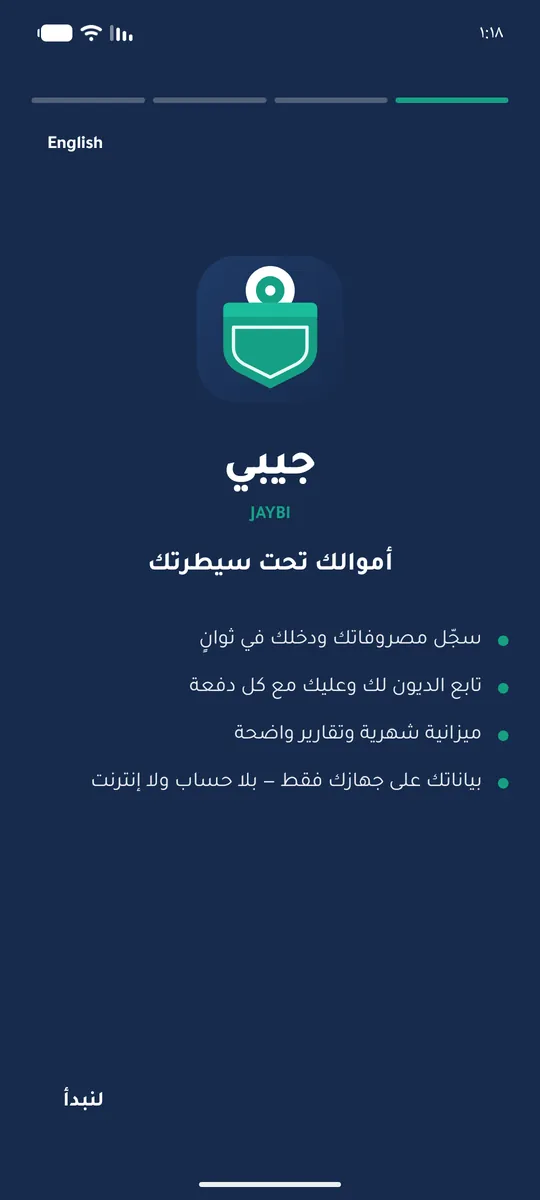 ١:١٨
English
جيبي
JAYBI
أموالك تحت سيطرتك
سجّل مصروفاتك ودخلك في ثوانٍ
تابع الديون لك وعليك مع كل دفعة
ميزانية شهرية وتقارير واضحة
بياناتك على جهازك فقط – بلا حساب ولا إنترنت
لنبدأ